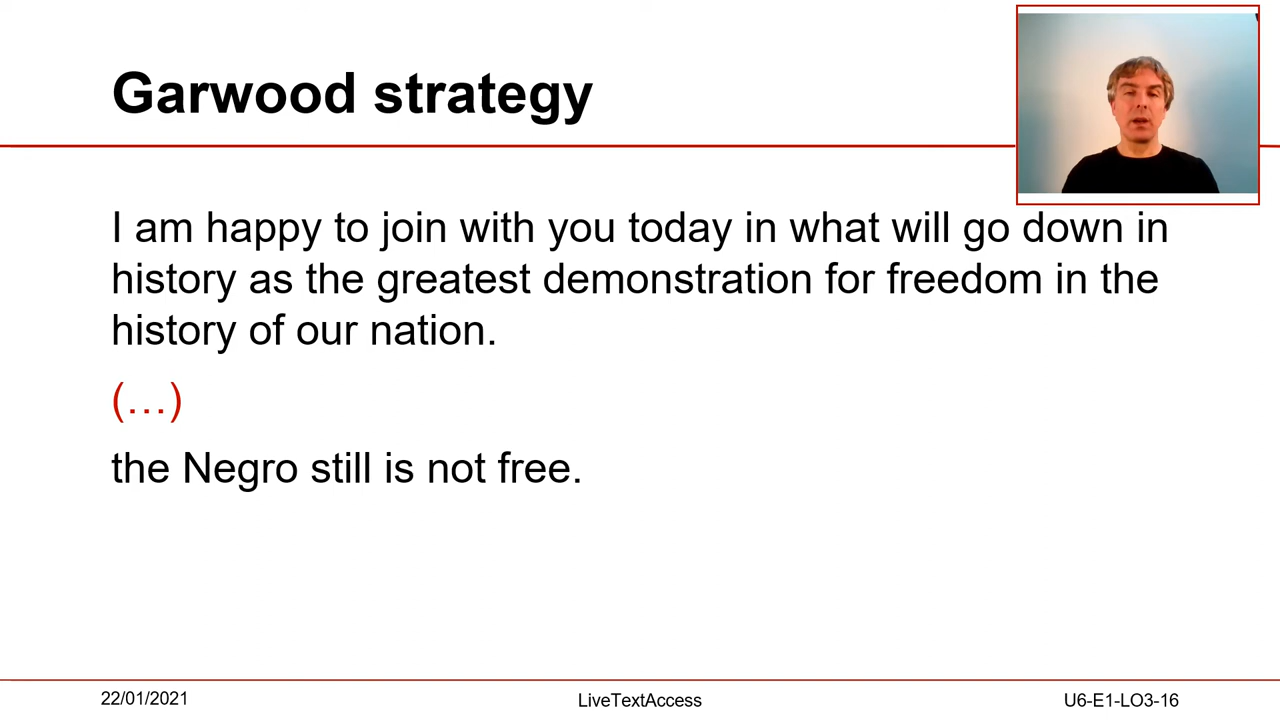 Garwood strategy
I am happy to join with you today in what will go down in
history as the greatest demonstration for freedom in the
history of our nation.
(…)
the Negro still is not free.
22/01/2021
LiveTextAccess
U6-E1-LO3-16